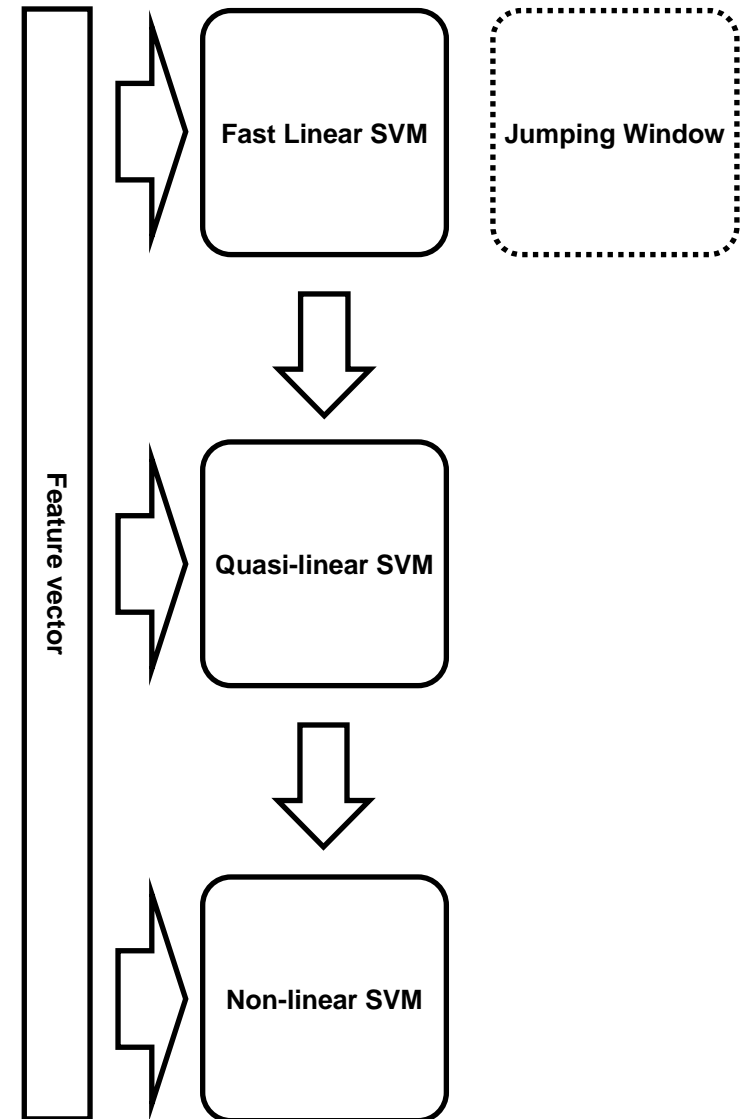 Fast Linear SVM
Jumping Window
Feature vector
Quasi-linear SVM
Non-linear SVM